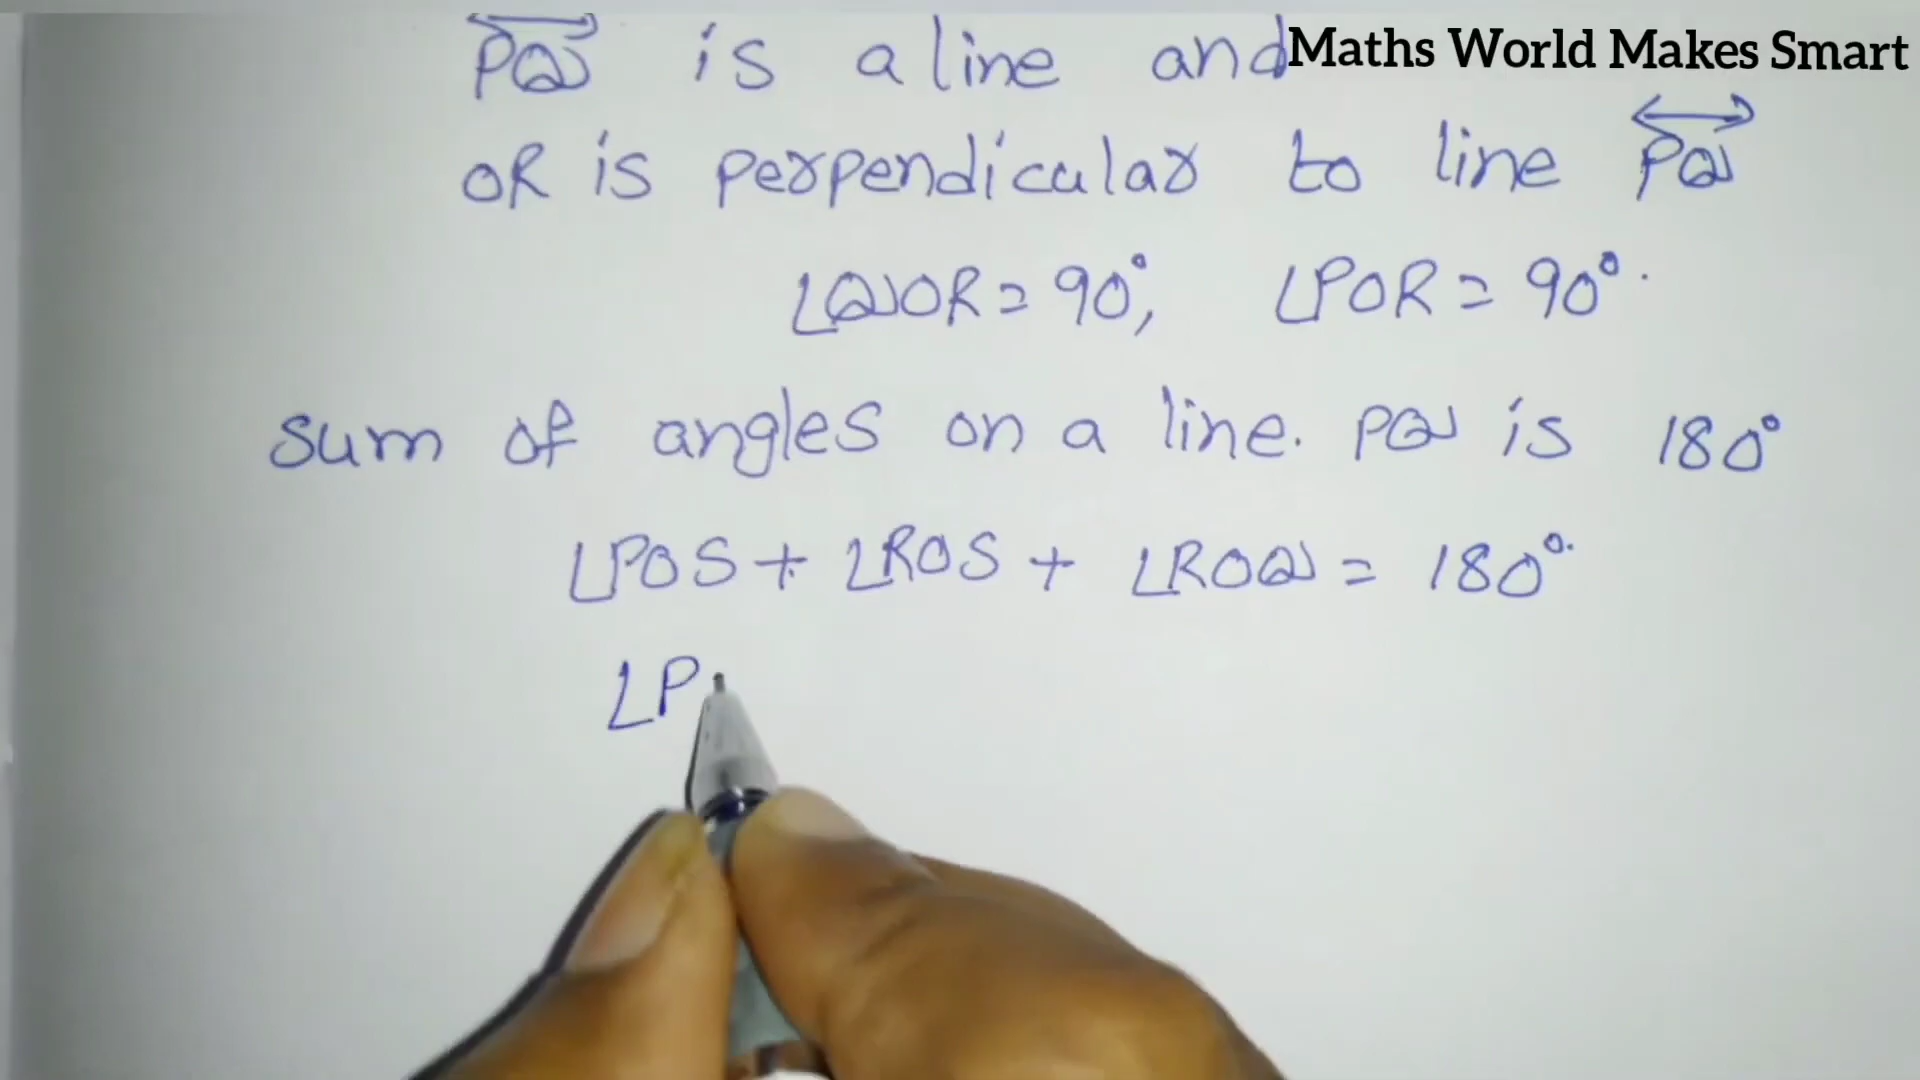 PQ is a line and
Maths World Makes Smart
OR is perpendicular to line PQ
∠QOR = 90°, ∠POR = 90°.
sum of angles on a line. PQ is 180°
∠POS + ∠ROS + ∠ROQ = 180°.
∠P